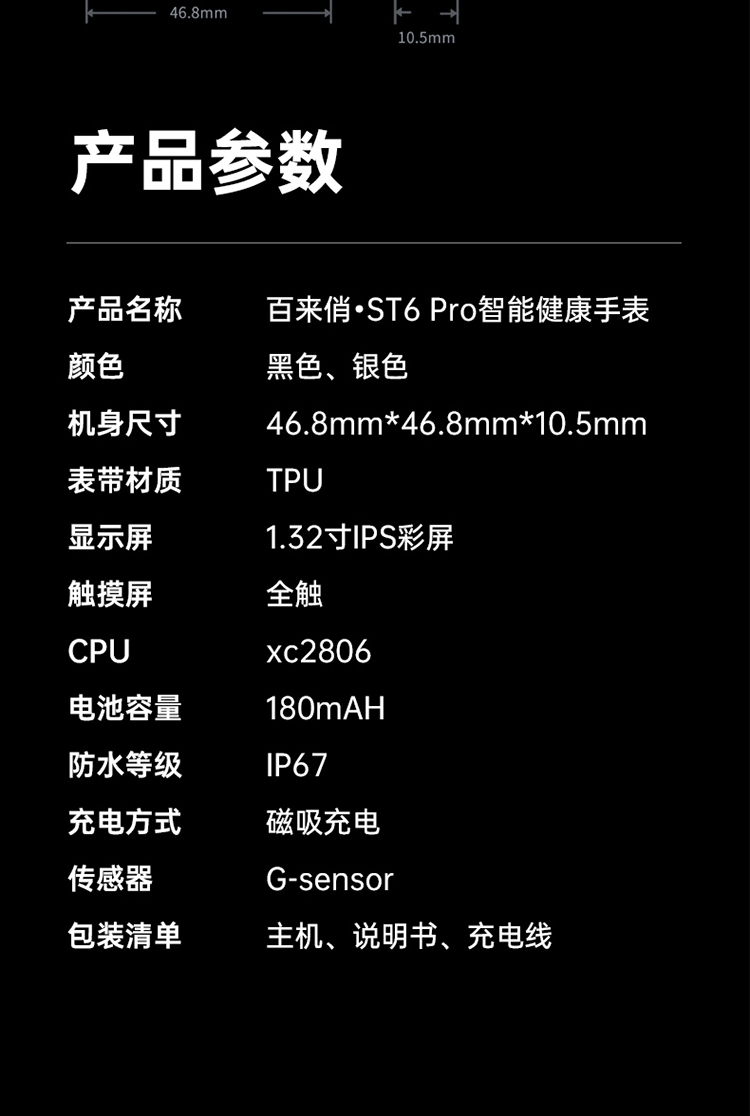 46.8mm 10.5mm
产品参数
产品名称 百来俏•ST6 Pro智能健康手表
颜色 黑色、银色
机身尺寸 46.8mm*46.8mm*10.5mm
表带材质 TPU
显示屏 1.32寸IPS彩屏
触摸屏 全触
CPU xc2806
电池容量 180mAH
防水等级 IP67
充电方式 磁吸充电
传感器 G-sensor
包装清单 主机、说明书、充电线